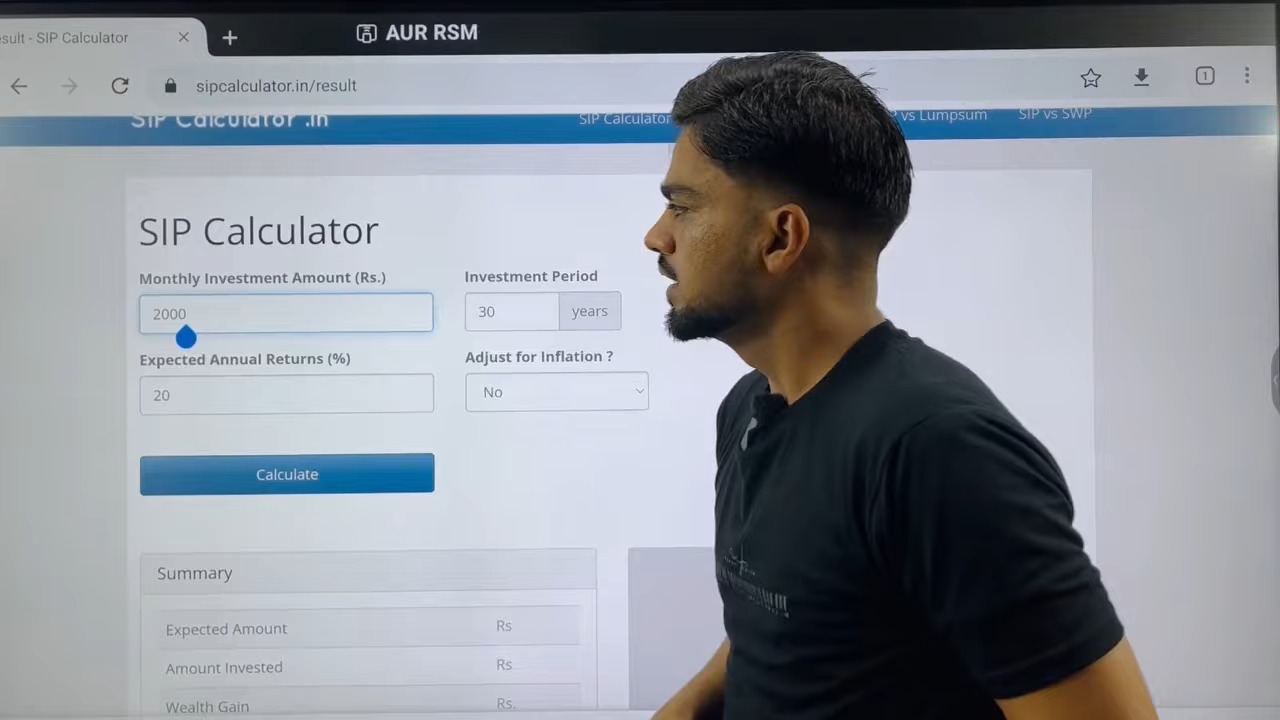 esult - SIP Calculator
AUR RSM
1
sipcalculator.in/result
SIP Calculator .in
SIP Calculator
vs Lumpsum
SIP vs SWP
SIP Calculator
Monthly Investment Amount (Rs.)
Investment Period
2000
30
years
Expected Annual Returns (%)
Adjust for Inflation ?
20
No
Calculate
Summary
Expected Amount
Rs
Amount Invested
Rs
Wealth Gain
Rs.